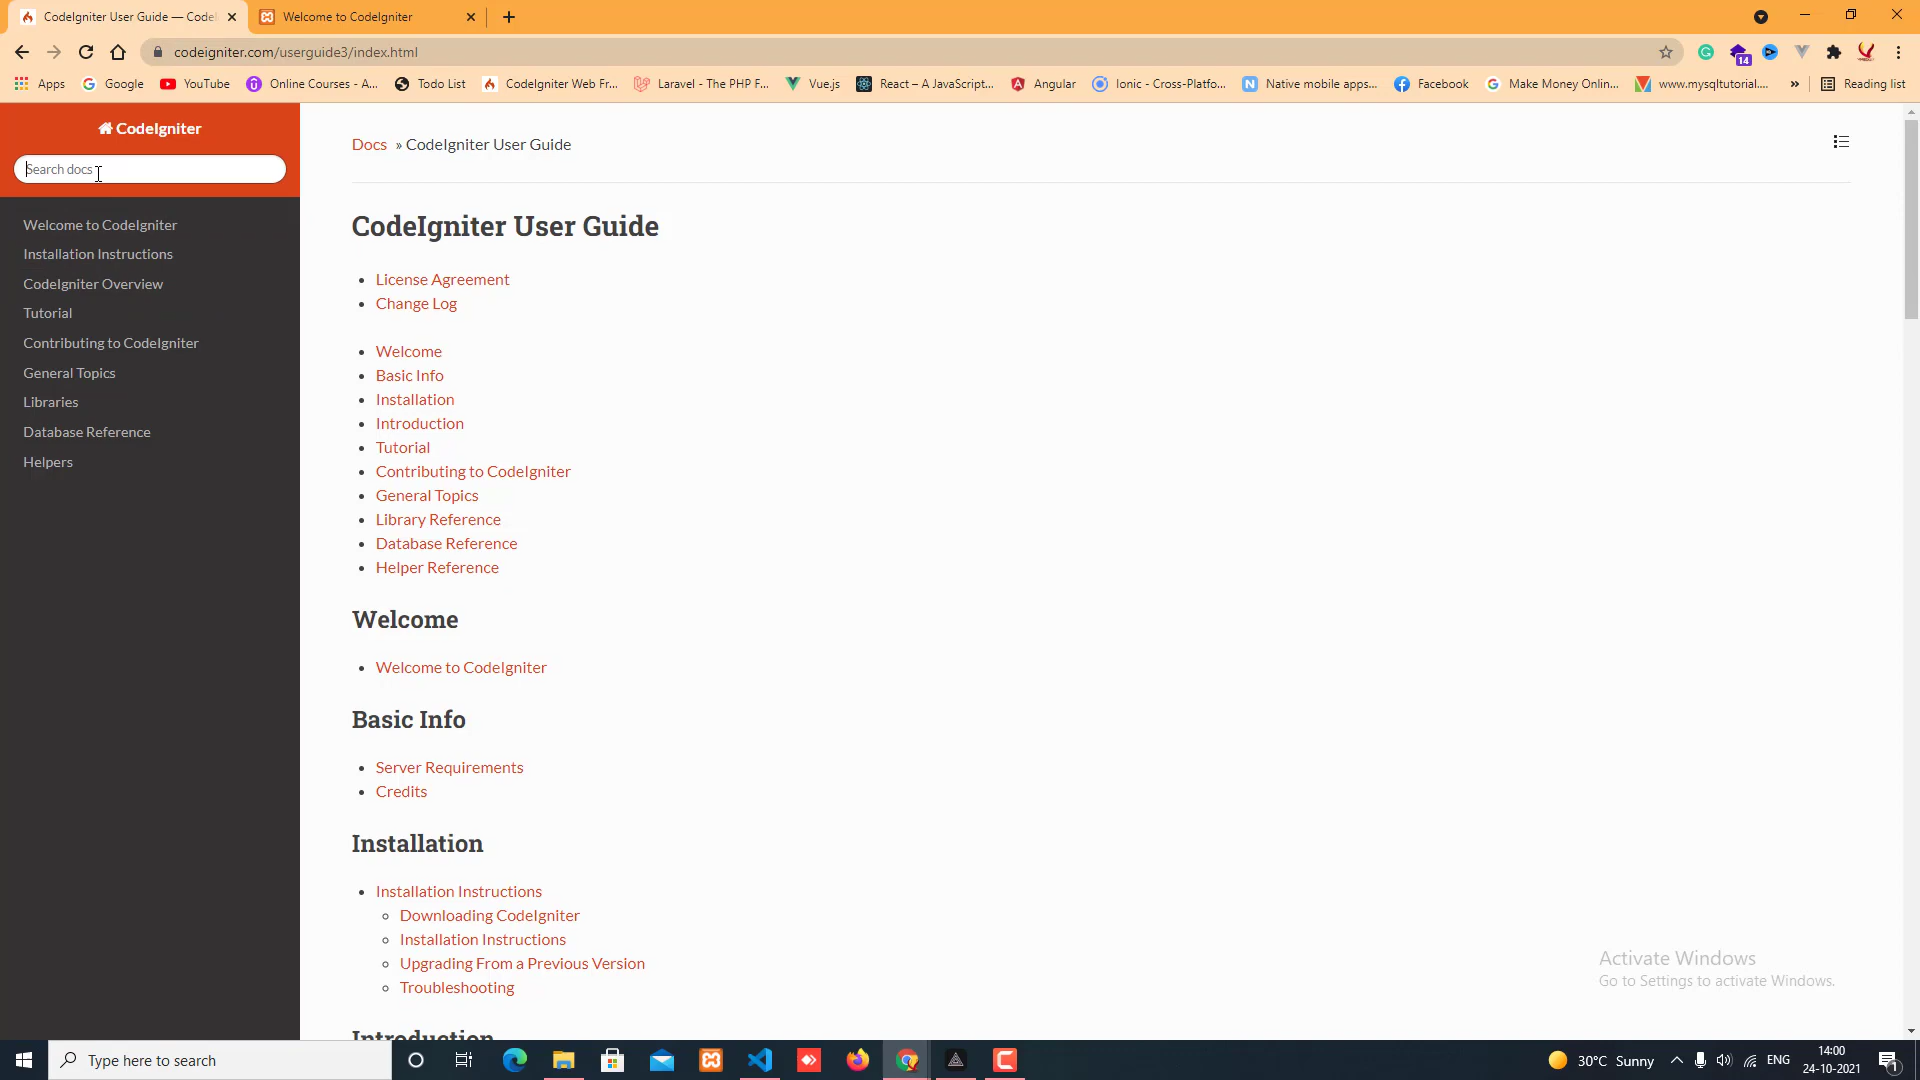 CodeIgniter User Guide — Codel
Welcome to CodeIgniter
codeigniter.com/userguide3/index.html
Apps
Google
YouTube
Online Courses - A...
Todo List
CodeIgniter Web Fr...
Laravel - The PHP F...
Vue.js
React – A JavaScript...
Angular
Ionic - Cross-Platfo...
Native mobile apps...
Facebook
Make Money Onlin...
www.mysqltutorial....
»
Reading list
14
CodeIgniter
Search docs
Welcome to CodeIgniter
Installation Instructions
CodeIgniter Overview
Tutorial
Contributing to CodeIgniter
General Topics
Libraries
Database Reference
Helpers
Docs » CodeIgniter User Guide
CodeIgniter User Guide
• License Agreement
• Change Log
• Welcome
• Basic Info
• Installation
• Introduction
• Tutorial
• Contributing to CodeIgniter
• General Topics
• Library Reference
• Database Reference
• Helper Reference
Welcome
• Welcome to CodeIgniter
Basic Info
• Server Requirements
• Credits
Installation
• Installation Instructions
◦ Downloading CodeIgniter
◦ Installation Instructions
◦ Upgrading From a Previous Version
◦ Troubleshooting
Introduction
Activate Windows
Go to Settings to activate Windows.
Type here to search
30°C Sunny
ENG
14:00
24-10-2021
1